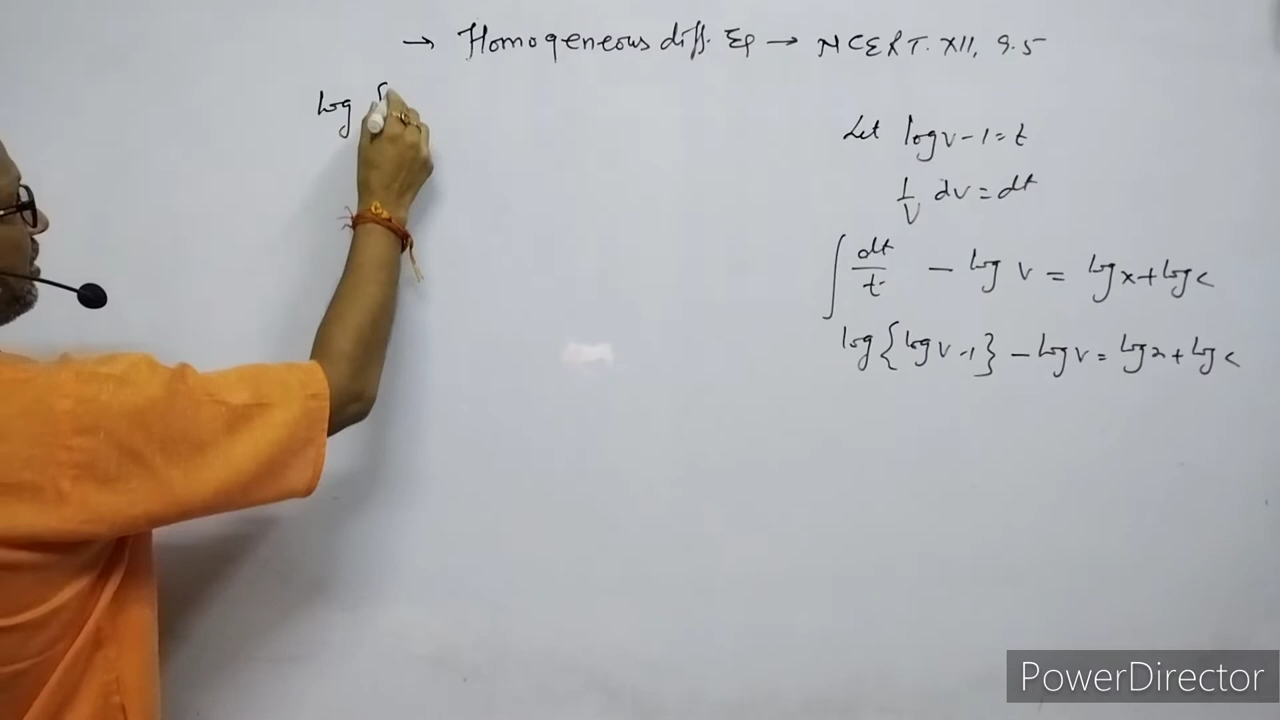 → Homogeneous diff. Eq → NCERT. XII, 9.5
log {
Let log v - 1 = t
1/v dv = dt
∫ dt/t - log v = log x + log c
log {log v - 1} - log v = log x + log c
PowerDirector